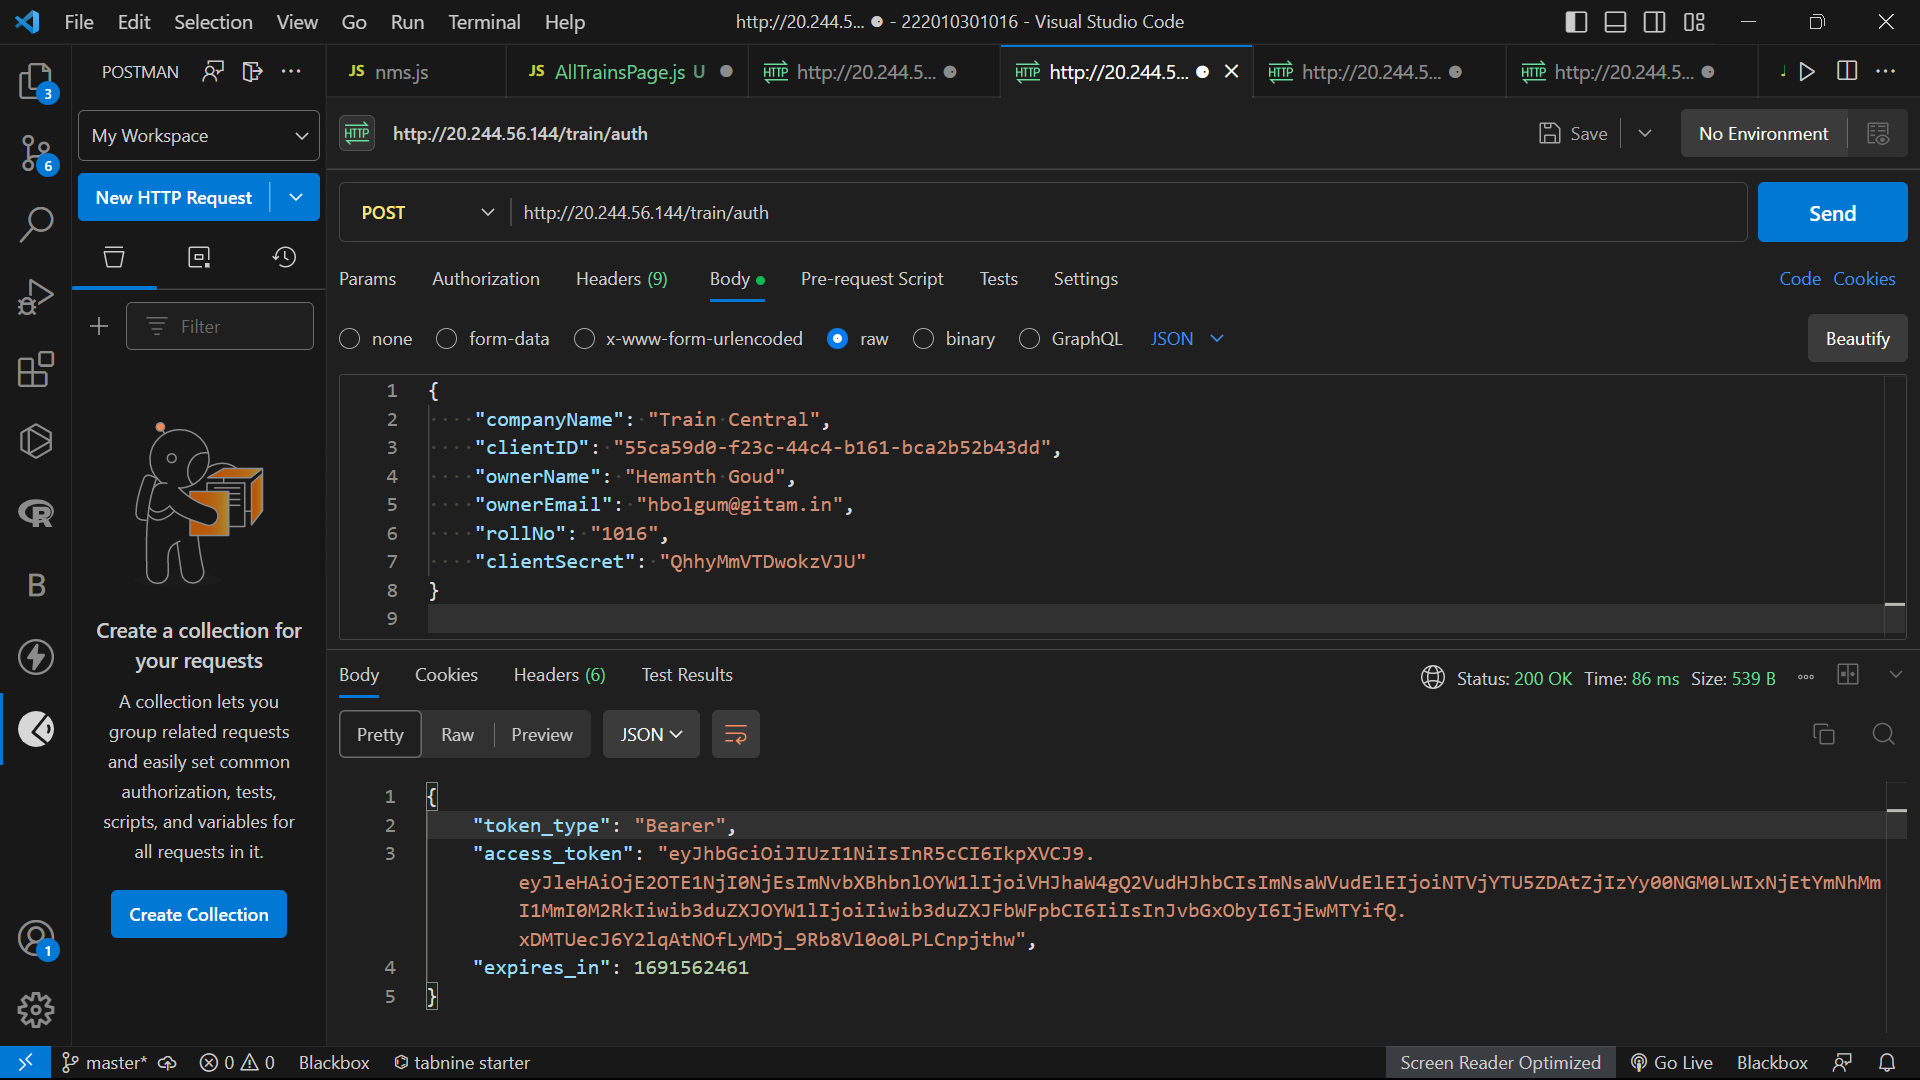 File Edit Selection View Go Run Terminal Help
http://20.244.5... ● - 222010301016 - Visual Studio Code
POSTMAN
JS nms.js
JS AllTrainsPage.js U
HTTP http://20.244.5...
HTTP http://20.244.5...
HTTP http://20.244.5...
HTTP http://20.244.5...
3
My Workspace
HTTP http://20.244.56.144/train/auth
Save
No Environment
6
New HTTP Request
POST
http://20.244.56.144/train/auth
Send
Params Authorization Headers (9) Body Pre-request Script Tests Settings
Code Cookies
Filter
none form-data x-www-form-urlencoded raw binary GraphQL JSON
Beautify
1 {
2 "companyName": "Train Central",
3 "clientID": "55ca59d0-f23c-44c4-b161-bca2b52b43dd",
4 "ownerName": "Hemanth Goud",
5 "ownerEmail": "hbolgum@gitam.in",
6 "rollNo": "1016",
7 "clientSecret": "QhhyMmVTDwokzVJU"
8 }
9
R
B
Create a collection for
your requests
A collection lets you
group related requests
and easily set common
authorization, tests,
scripts, and variables for
all requests in it.
Create Collection
Body Cookies Headers (6) Test Results
Status: 200 OK Time: 86 ms Size: 539 B
Pretty Raw Preview JSON
1 {
2 "token_type": "Bearer",
3 "access_token": "eyJhbGciOiJIUzI1NiIsInR5cCI6IkpXVCJ9.
eyJleHAiOjE2OTE1NjI0NjEsImNvbXBhbnlOYW1lIjoiVHJhaW4gQ2VudHJhbCIsImNsaWVudElEIjoiNTVjYTU5ZDAtZjIzYy00NGM0LWIxNjEtYmNhMm
I1MmI0M2RkIiwib3duZXJOYW1lIjoiIiwib3duZXJFbWFpbCI6IiIsInJvbGxObyI6IjEwMTYifQ.
xDMTUecJ6Y2lqAtNOfLyMDj_9Rb8Vl0o0LPLCnpjthw",
4 "expires_in": 1691562461
5 }
1
master* 0 0 Blackbox tabnine starter
Screen Reader Optimized Go Live Blackbox